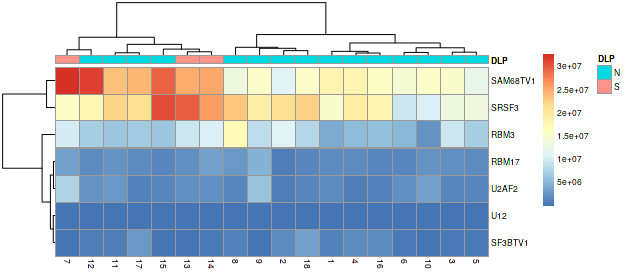 DLP
SAM68TV1
SRSF3
RBM3
RBM17
U2AF2
U12
SF3BTV1
7 12 11 17 15 13 14 8 9 2 18 1 4 16 6 10 3 5
3e+07
2.5e+07
2e+07
1.5e+07
1e+07
5e+06
DLP
N
S